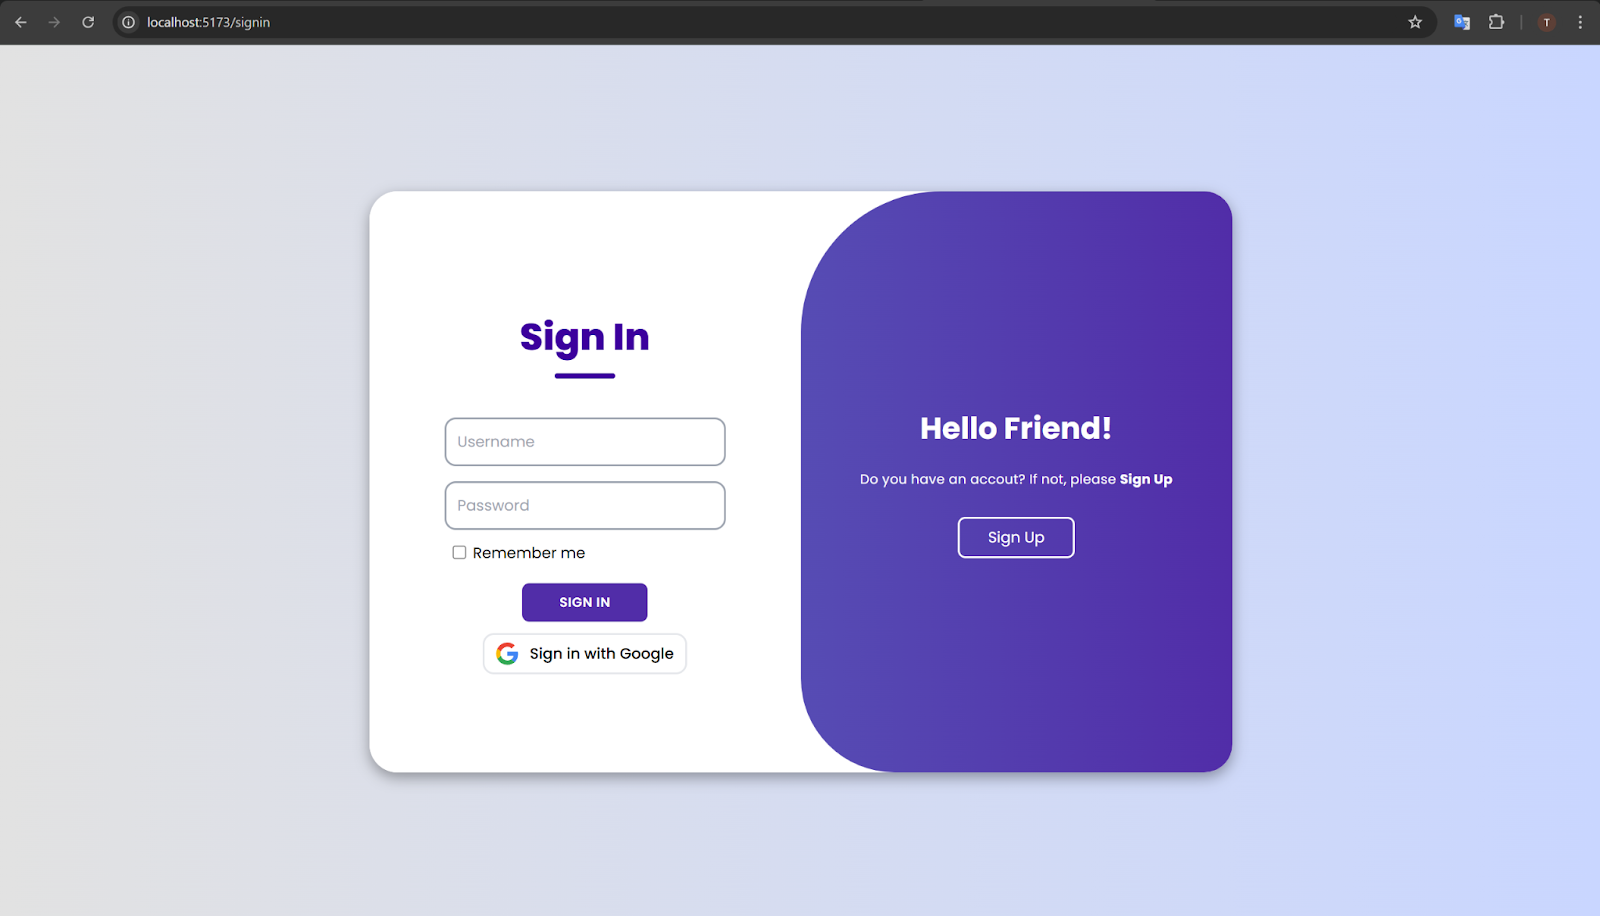 localhost:5173/signin
T
Sign In
Username
Password
Remember me
SIGN IN
Sign in with Google
Hello Friend!
Do you have an accout? If not, please Sign Up
Sign Up